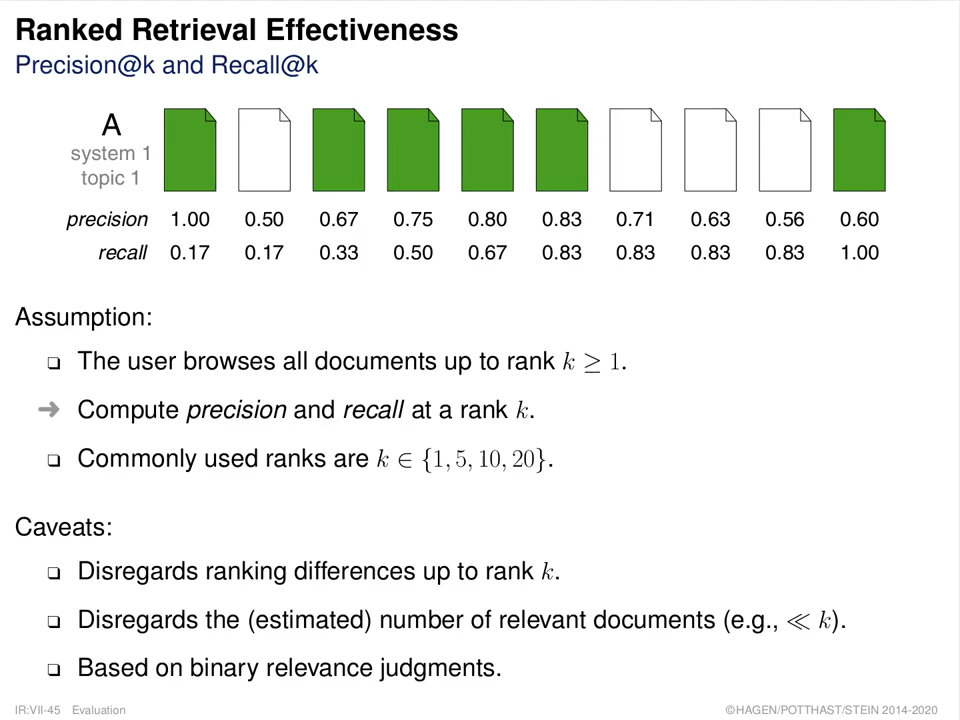 Ranked Retrieval Effectiveness
Precision@k and Recall@k
A
system 1
topic 1
precision 1.00 0.50 0.67 0.75 0.80 0.83 0.71 0.63 0.56 0.60
recall 0.17 0.17 0.33 0.50 0.67 0.83 0.83 0.83 0.83 1.00
Assumption:
❑ The user browses all documents up to rank k ≥ 1.
➜ Compute precision and recall at a rank k.
❑ Commonly used ranks are k ∈ {1, 5, 10, 20}.
Caveats:
❑ Disregards ranking differences up to rank k.
❑ Disregards the (estimated) number of relevant documents (e.g., ≪ k).
❑ Based on binary relevance judgments.
IR:VII-45 Evaluation ©HAGEN/POTTHAST/STEIN 2014-2020